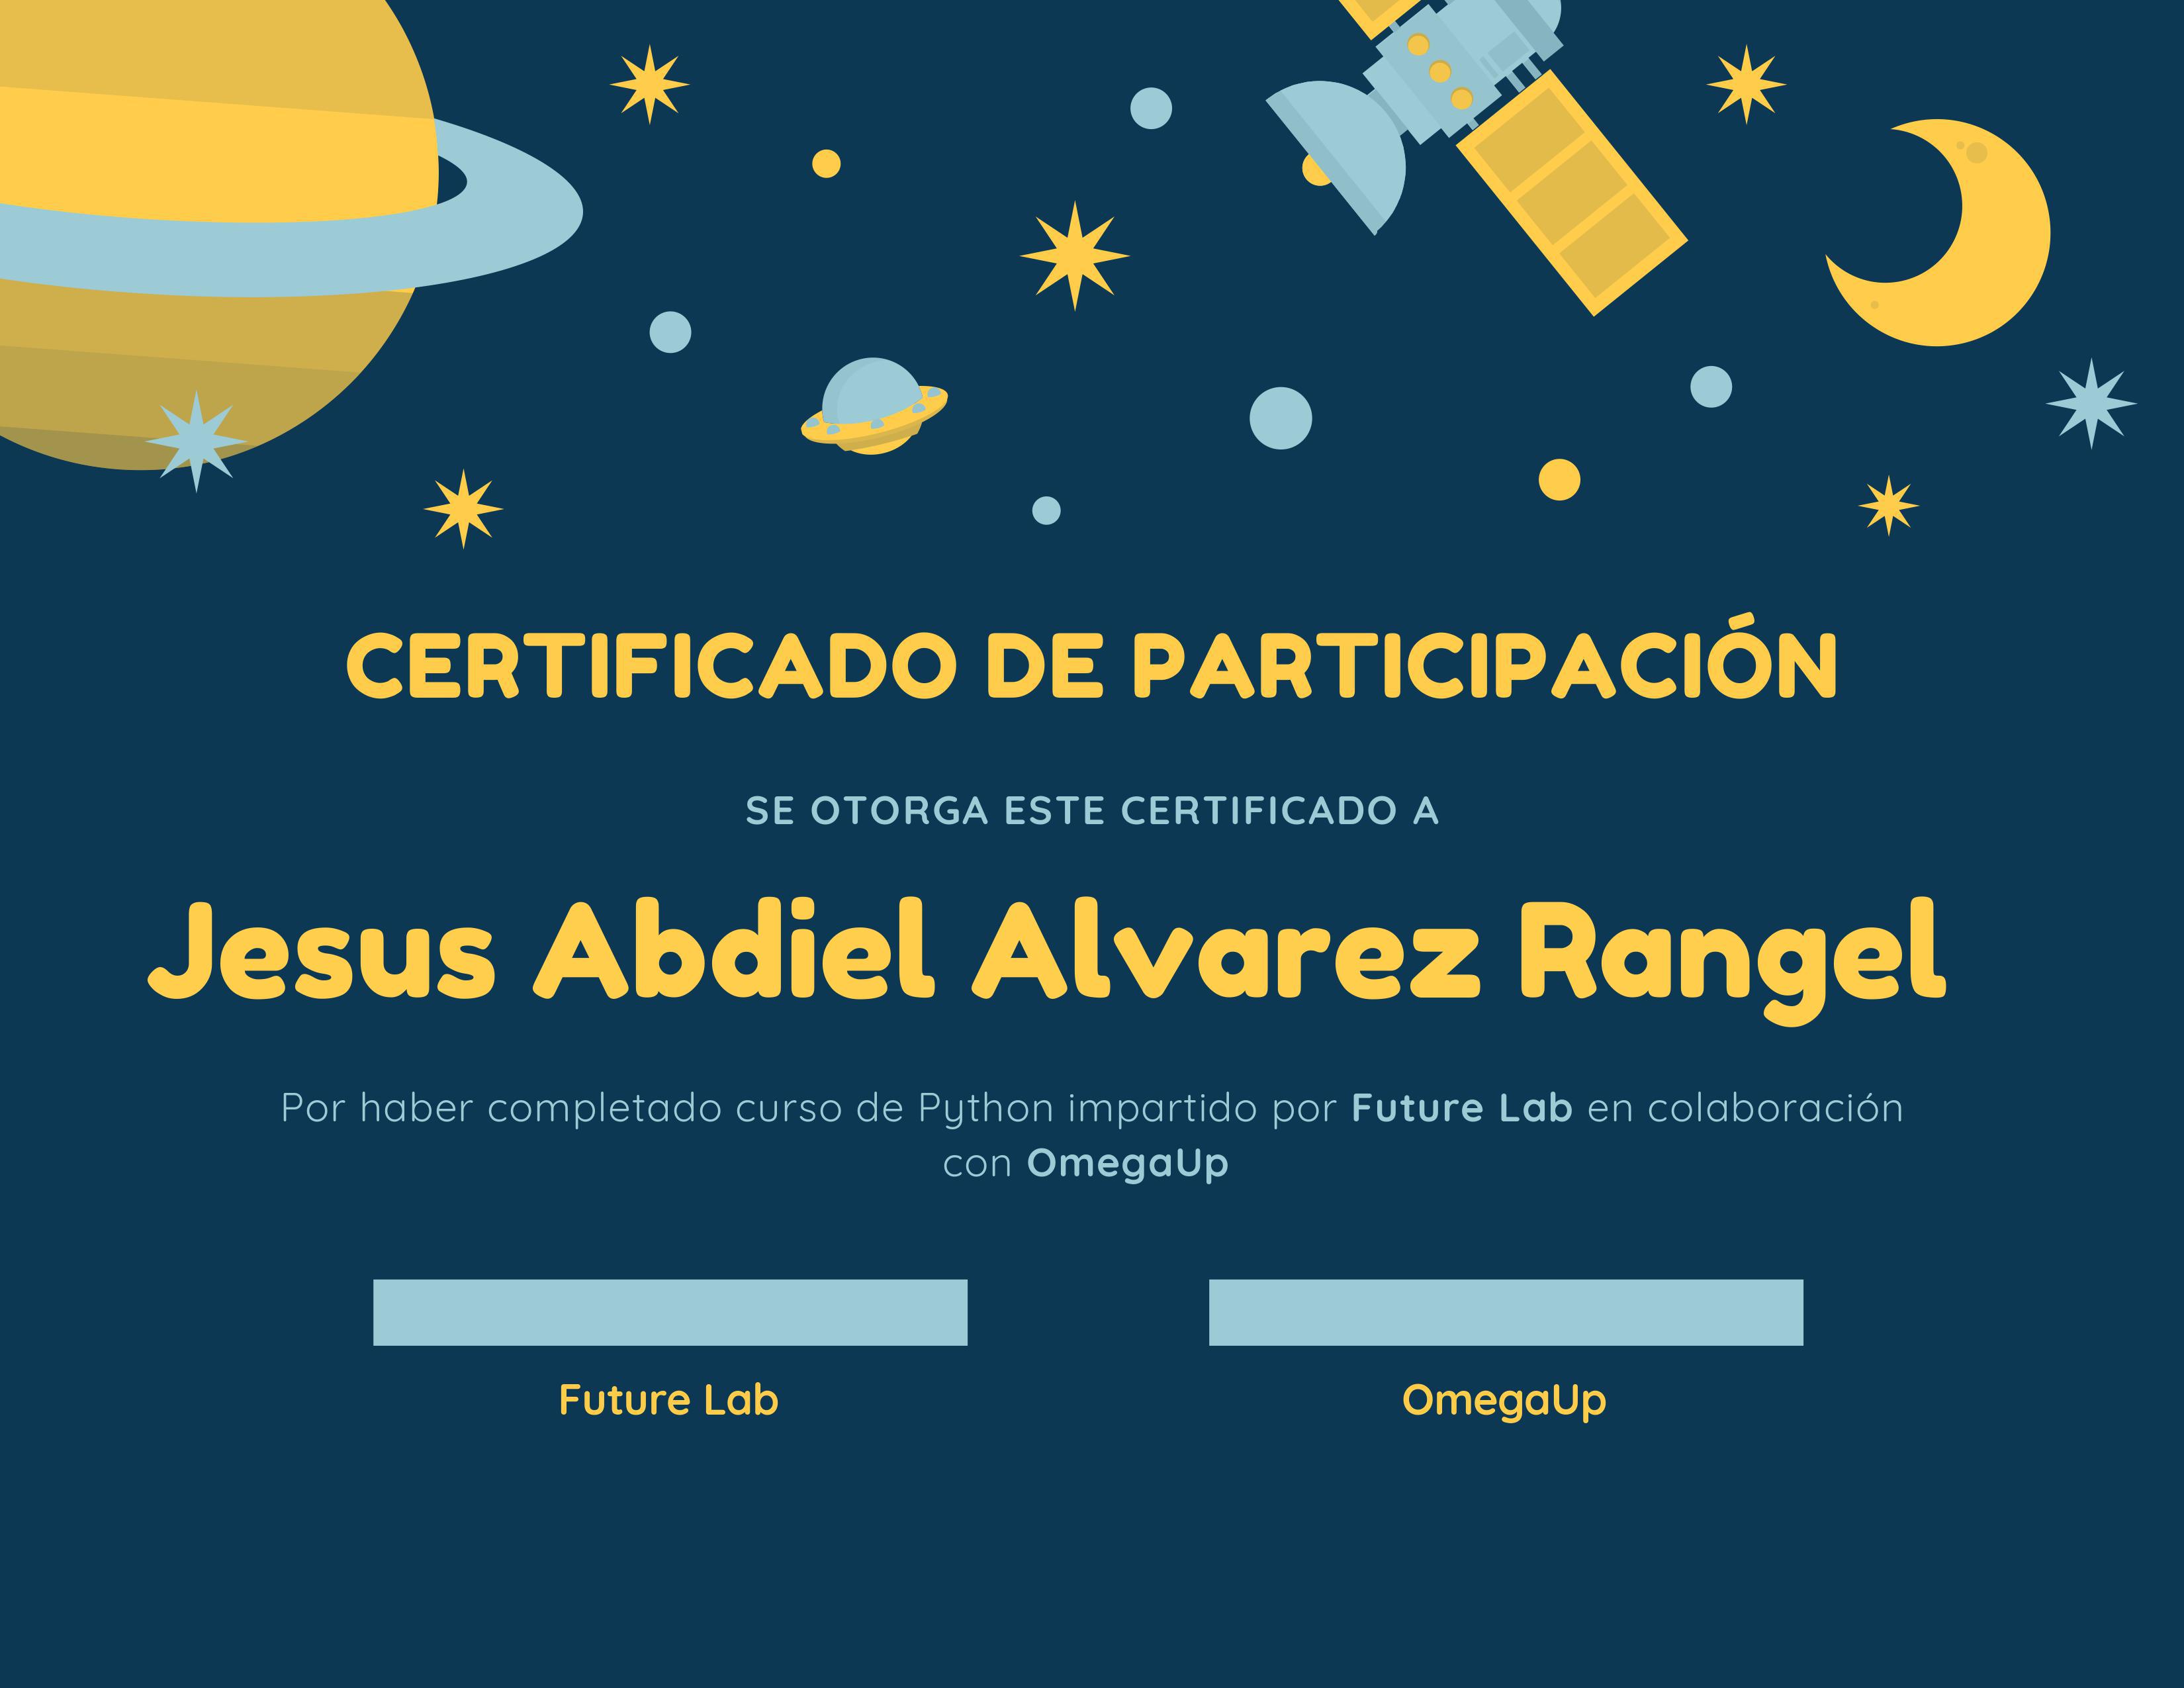 CERTIFICADO DE PARTICIPACIÓN
SE OTORGA ESTE CERTIFICADO A
Jesus Abdiel Alvarez Rangel
Por haber completado curso de Python impartido por Future Lab en colaboración
con OmegaUp
Future Lab
OmegaUp